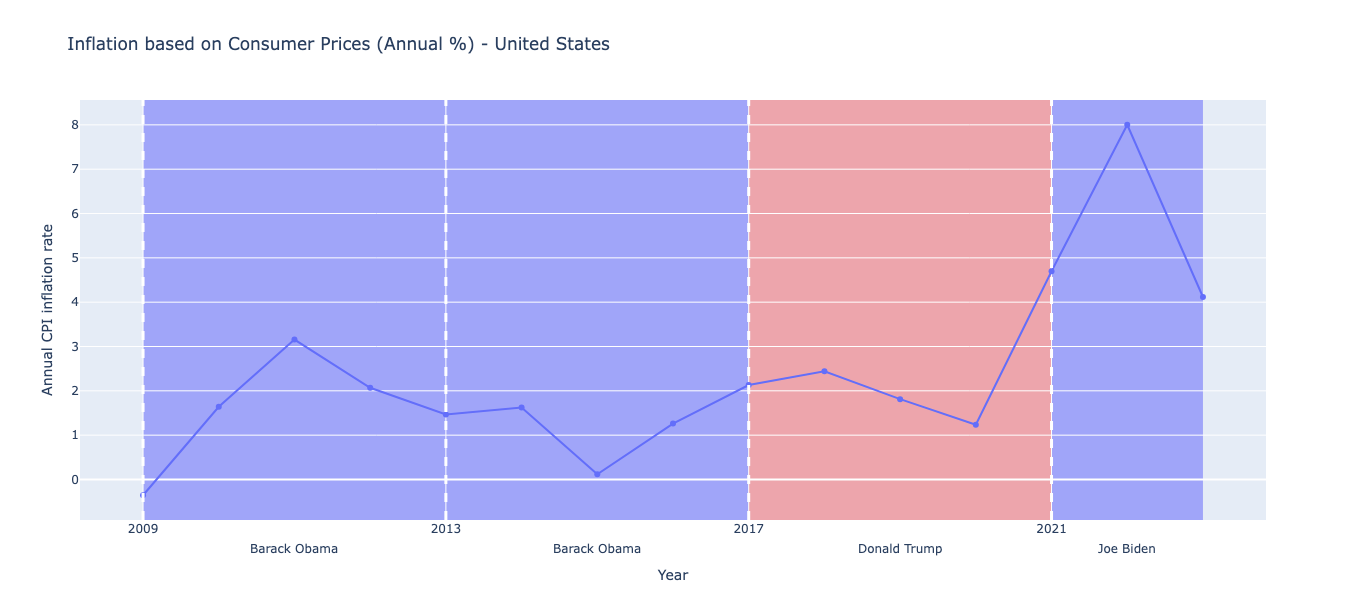 Inflation based on Consumer Prices (Annual %) - United States
Annual CPI inflation rate
8
7
6
5
4
3
2
1
0
2009 2013 2017 2021
Barack Obama Barack Obama Donald Trump Joe Biden
Year